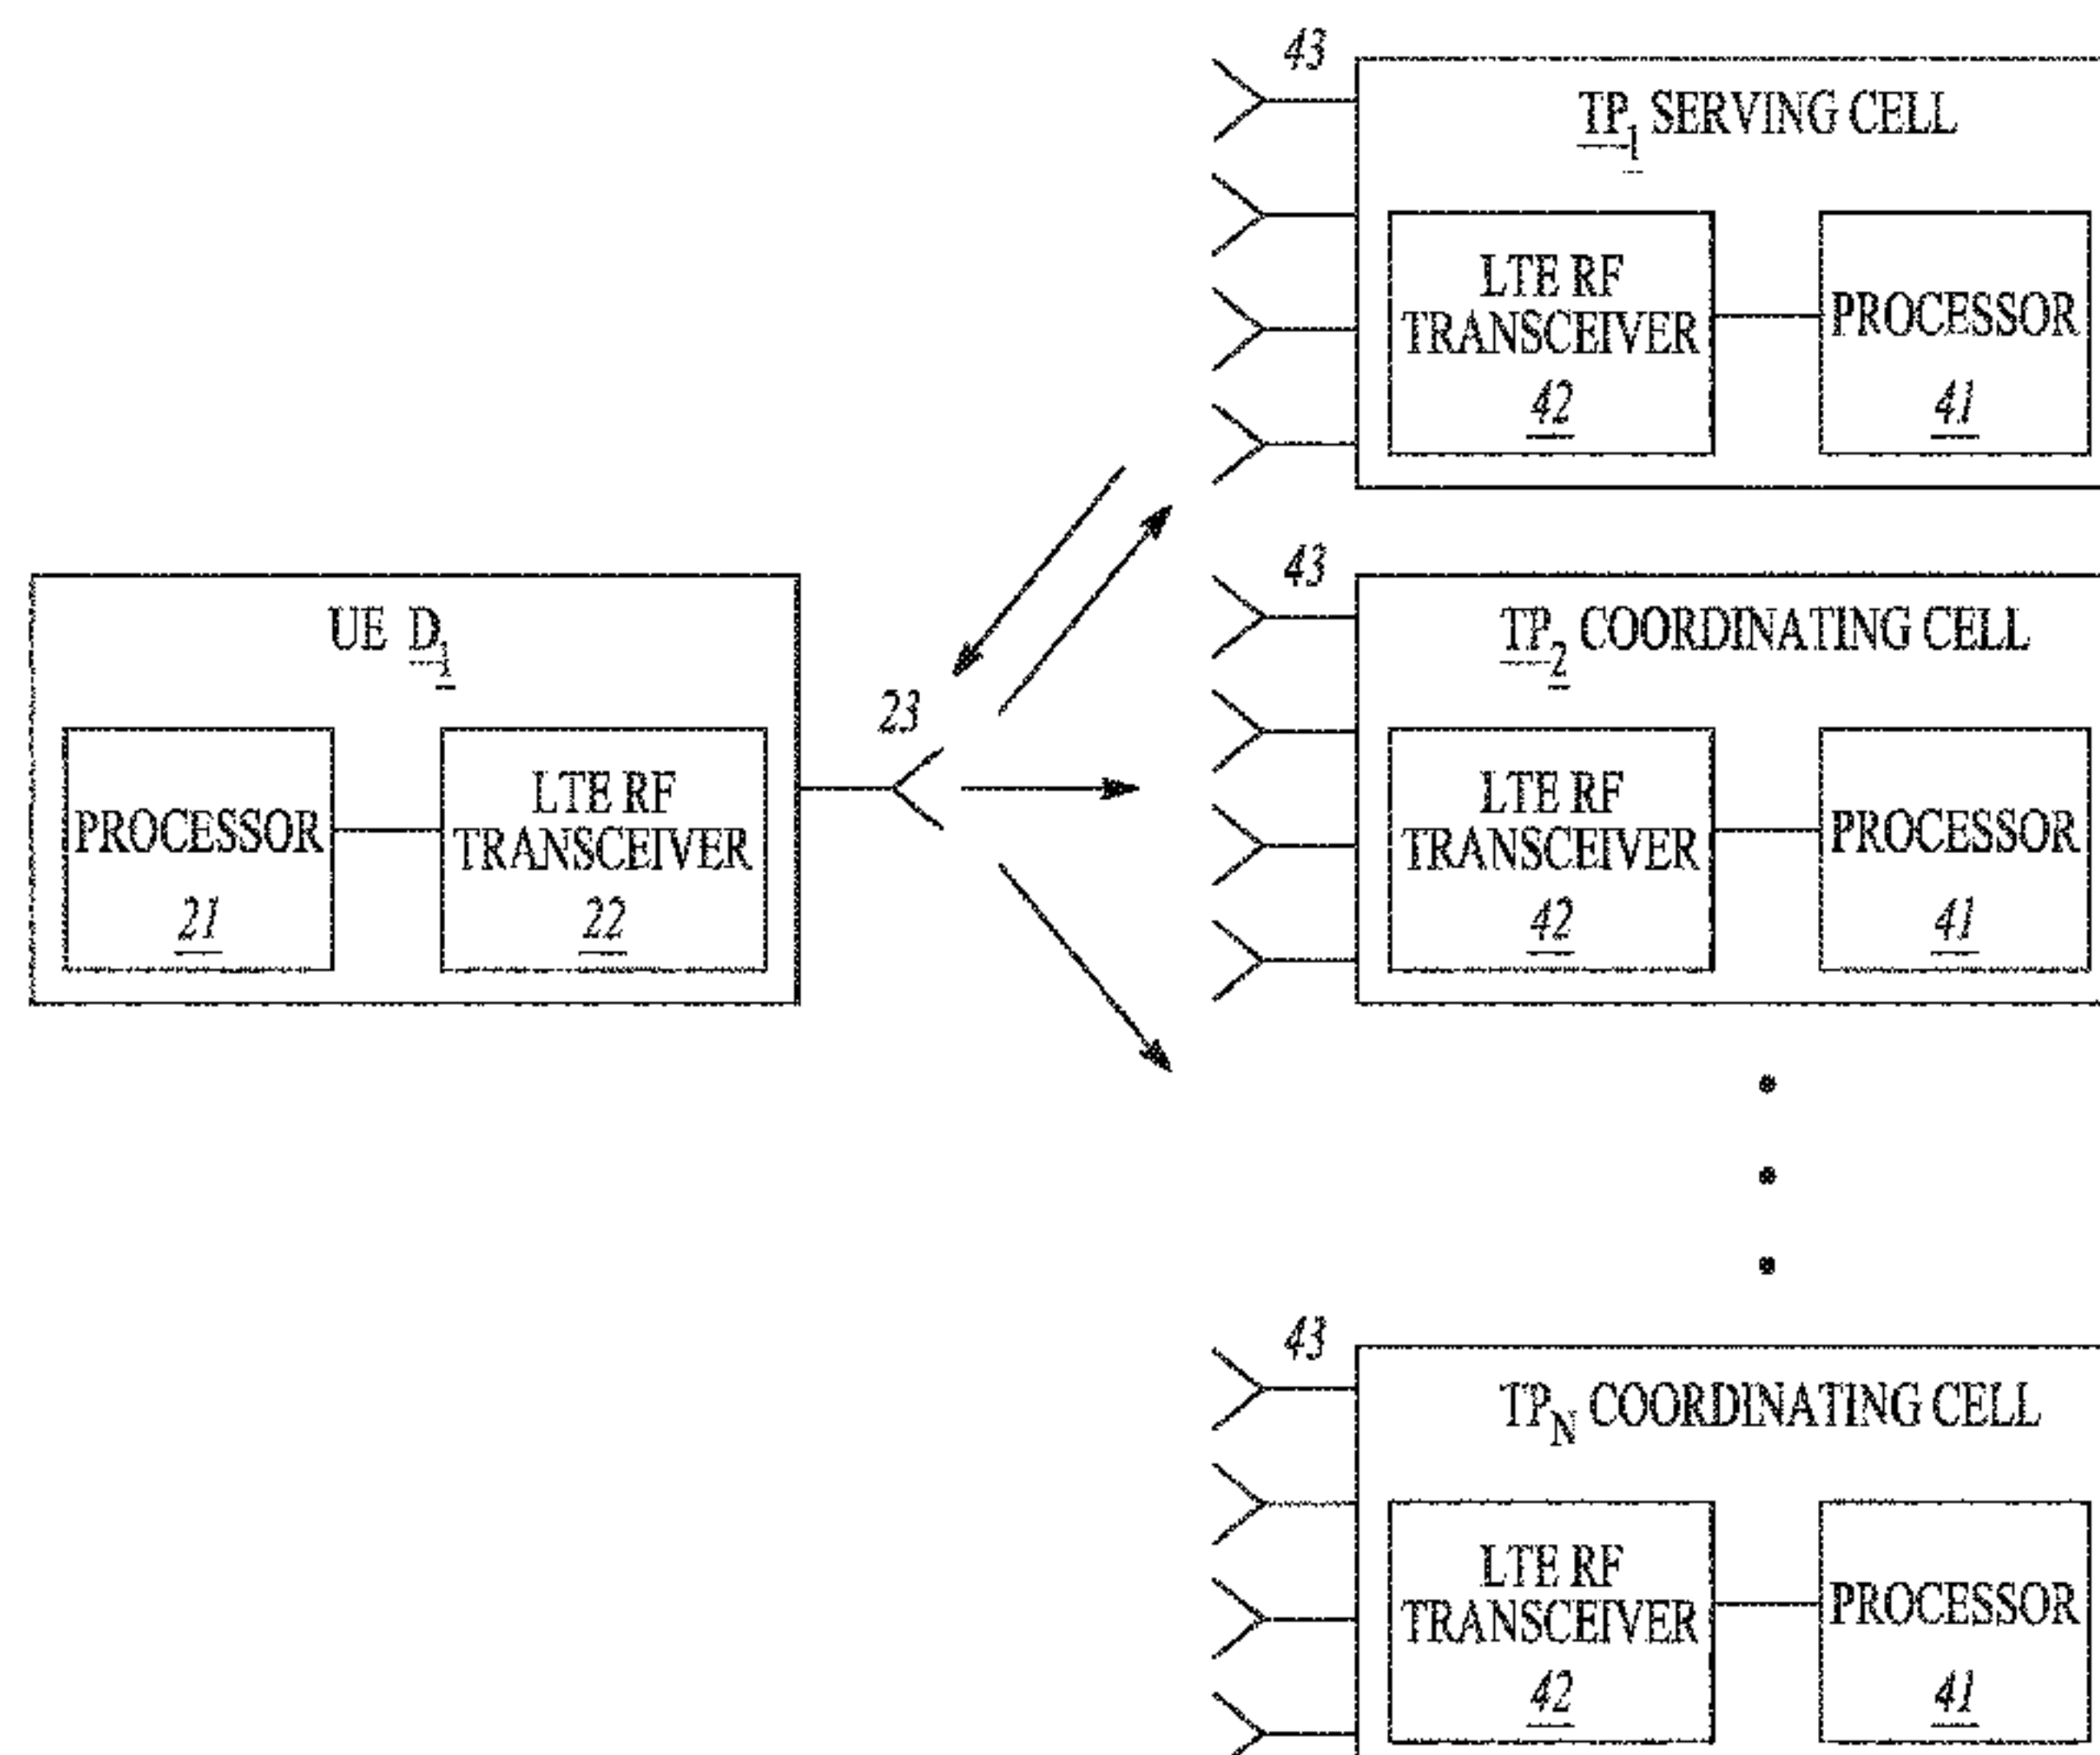 43
TP1 SERVING CELL
LTE RF
TRANSCEIVER
42
PROCESSOR
41
UE D1
PROCESSOR
21
LTE RF
TRANSCEIVER
22
23
43
TP2 COORDINATING CELL
LTE RF
TRANSCEIVER
42
PROCESSOR
41
43
TPN COORDINATING CELL
LTE RF
TRANSCEIVER
42
PROCESSOR
41